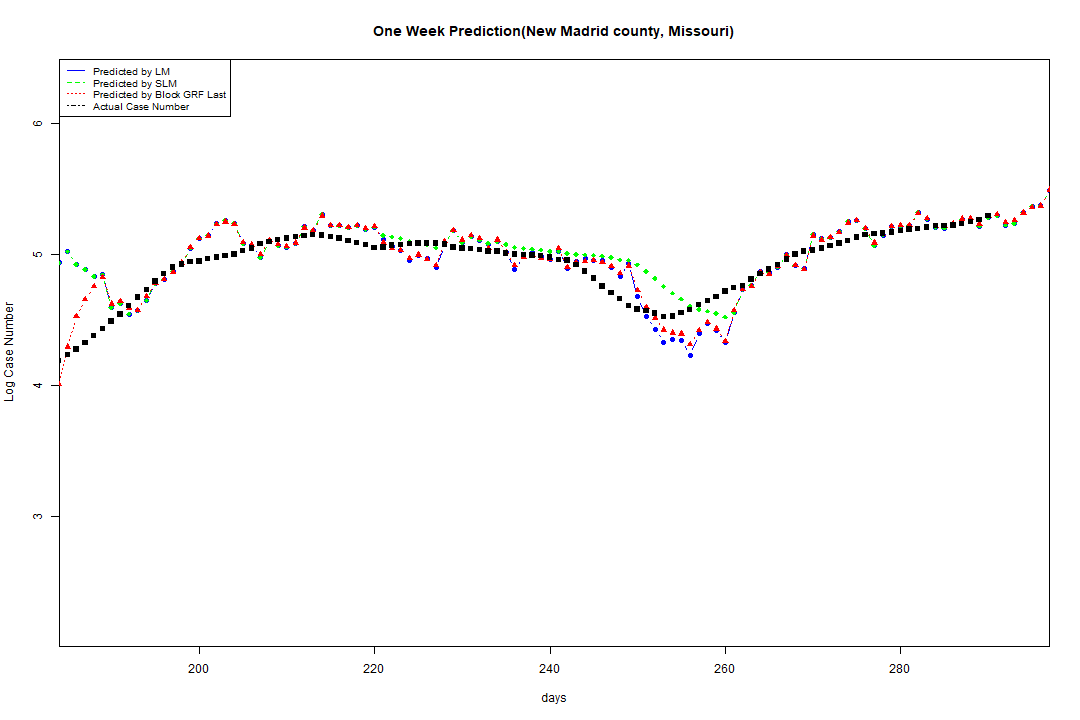 One Week Prediction(New Madrid county, Missouri)
Predicted by LM
Predicted by SLM
Predicted by Block GRF Last
Actual Case Number
6
5
4
3
Log Case Number
200 220 240 260 280
days